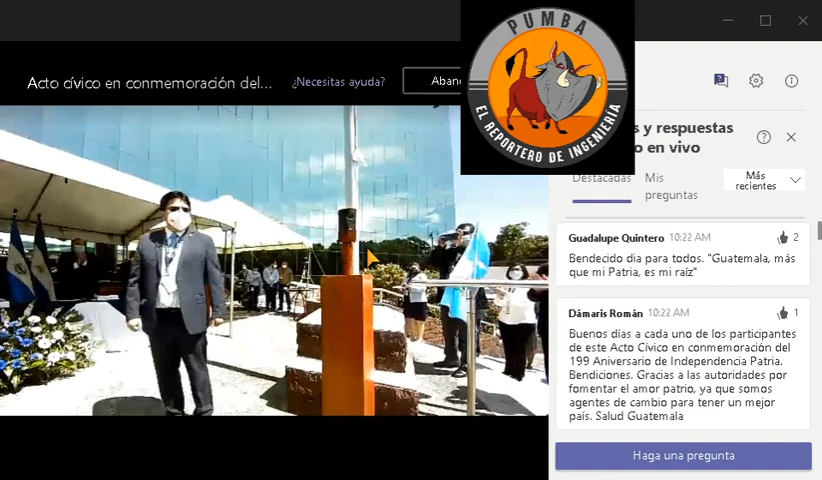 PUMBA
EL REPORTERO DE INGENIERÍA
Acto cívico en conmemoración del...
¿Necesitas ayuda?
Aban
s y respuestas
o en vivo
Destacadas
Mis
preguntas
Más
recientes
Guadalupe Quintero 10:22 AM 2
Bendecido dia para todos. "Guatemala, más
que mi Patria, es mi raíz"
Dámaris Román 10:22 AM 1
Buenos días a cada uno de los participantes
de este Acto Cívico en conmemoración del
199 Aniversario de Independencia Patria.
Bendiciones. Gracias a las autoridades por
fomentar el amor patrio, ya que somos
agentes de cambio para tener un mejor
país. Salud Guatemala
Haga una pregunta